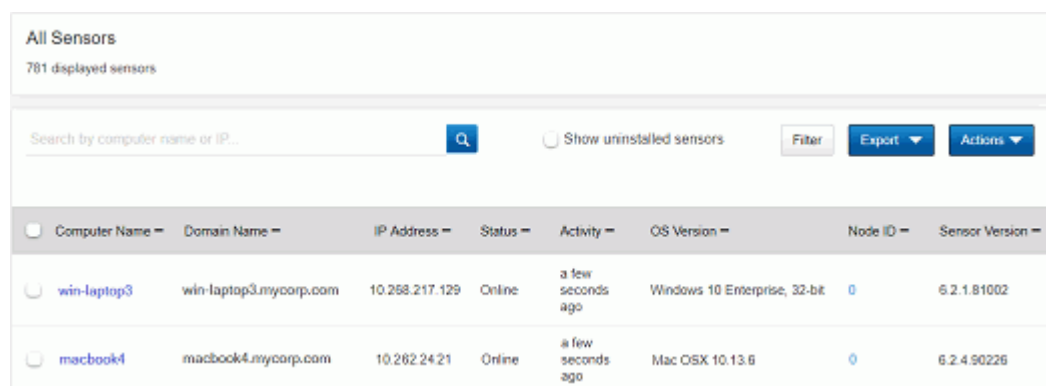 All Sensors
781 displayed sensors
Search by computer name or IP...
Show uninstalled sensors
Filter
Export
Actions
Computer Name Domain Name IP Address Status Activity OS Version Node ID Sensor Version
win-laptop3 win-laptop3.mycorp.com 10.268.217.129 Online a few seconds ago Windows 10 Enterprise, 32-bit 0 6.2.1.81002
macbook4 macbook4.mycorp.com 10.262.24.21 Online a few seconds ago Mac OSX 10.13.6 0 6.2.4.90226